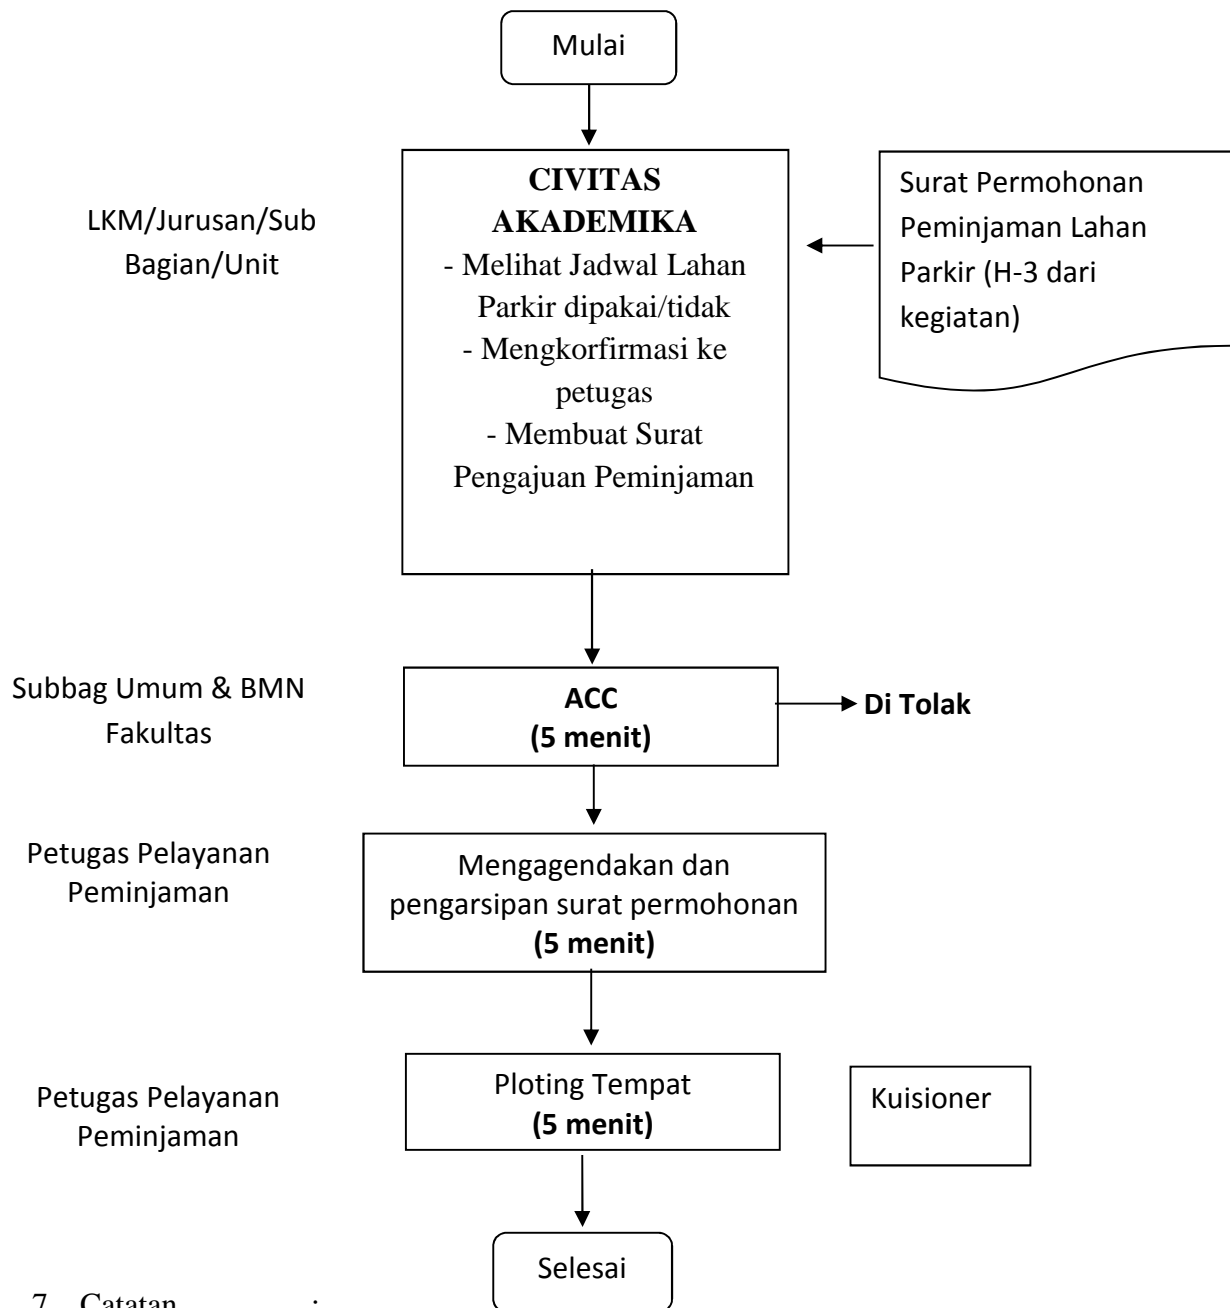 Mulai
LKM/Jurusan/Sub
Bagian/Unit
CIVITAS
AKADEMIKA
- Melihat Jadwal Lahan
Parkir dipakai/tidak
- Mengkorfirmasi ke
petugas
- Membuat Surat
Pengajuan Peminjaman
Surat Permohonan
Peminjaman Lahan
Parkir (H-3 dari
kegiatan)
Subbag Umum & BMN
Fakultas
ACC
(5 menit)
Di Tolak
Petugas Pelayanan
Peminjaman
Mengagendakan dan
pengarsipan surat permohonan
(5 menit)
Petugas Pelayanan
Peminjaman
Ploting Tempat
(5 menit)
Kuisioner
Selesai
7. Catatan :